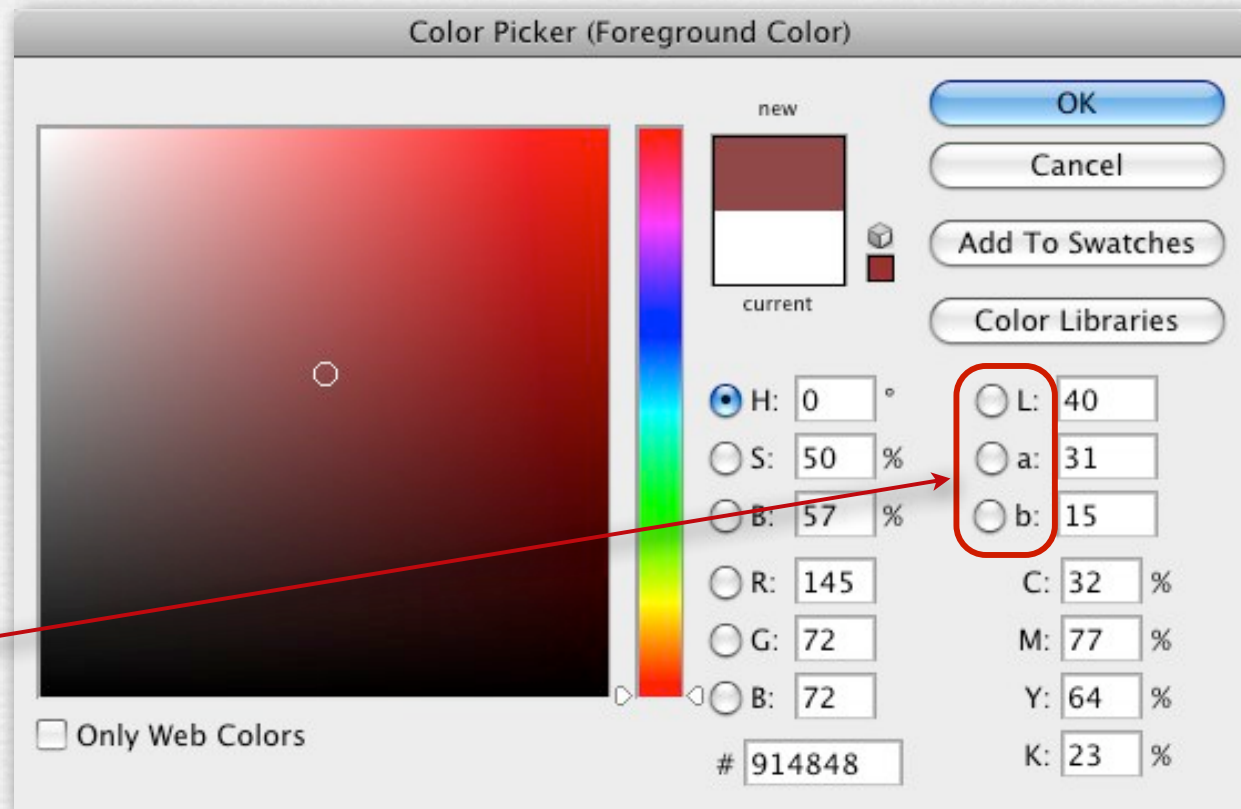 Color Picker (Foreground Color)
new
current
OK
Cancel
Add To Swatches
Color Libraries
H: 0 °
S: 50 %
B: 57 %
R: 145
G: 72
B: 72
# 914848
L: 40
a: 31
b: 15
C: 32 %
M: 77 %
Y: 64 %
K: 23 %
Only Web Colors